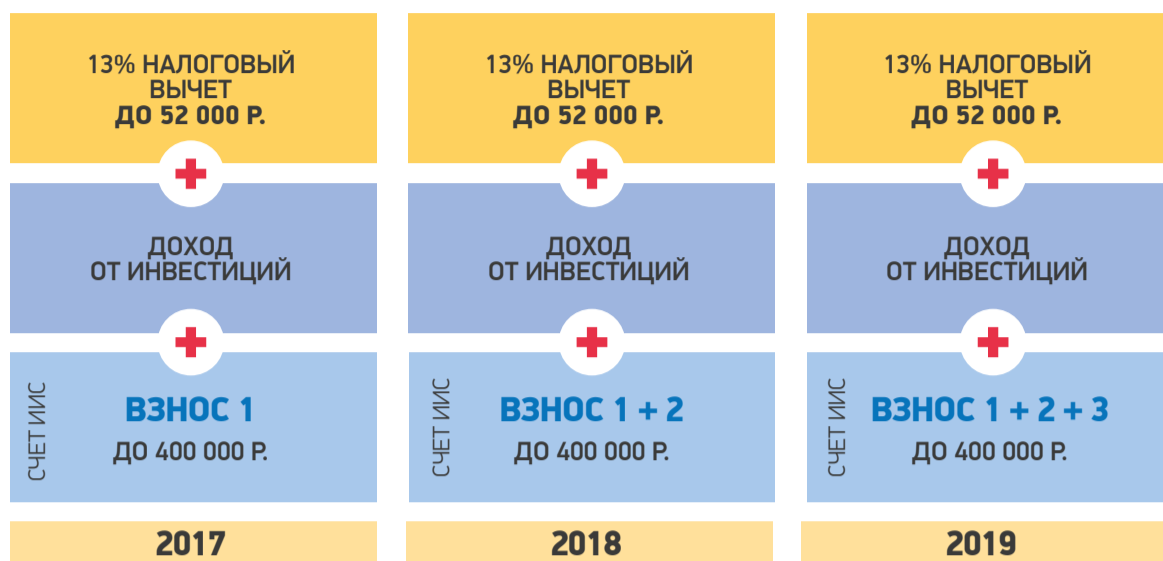 13% НАЛОГОВЫЙ
ВЫЧЕТ
ДО 52 000 Р.
ДОХОД
ОТ ИНВЕСТИЦИЙ
СЧЕТ ИИС
ВЗНОС 1
ДО 400 000 Р.
2017
13% НАЛОГОВЫЙ
ВЫЧЕТ
ДО 52 000 Р.
ДОХОД
ОТ ИНВЕСТИЦИЙ
СЧЕТ ИИС
ВЗНОС 1 + 2
ДО 400 000 Р.
2018
13% НАЛОГОВЫЙ
ВЫЧЕТ
ДО 52 000 Р.
ДОХОД
ОТ ИНВЕСТИЦИЙ
СЧЕТ ИИС
ВЗНОС 1 + 2 + 3
ДО 400 000 Р.
2019